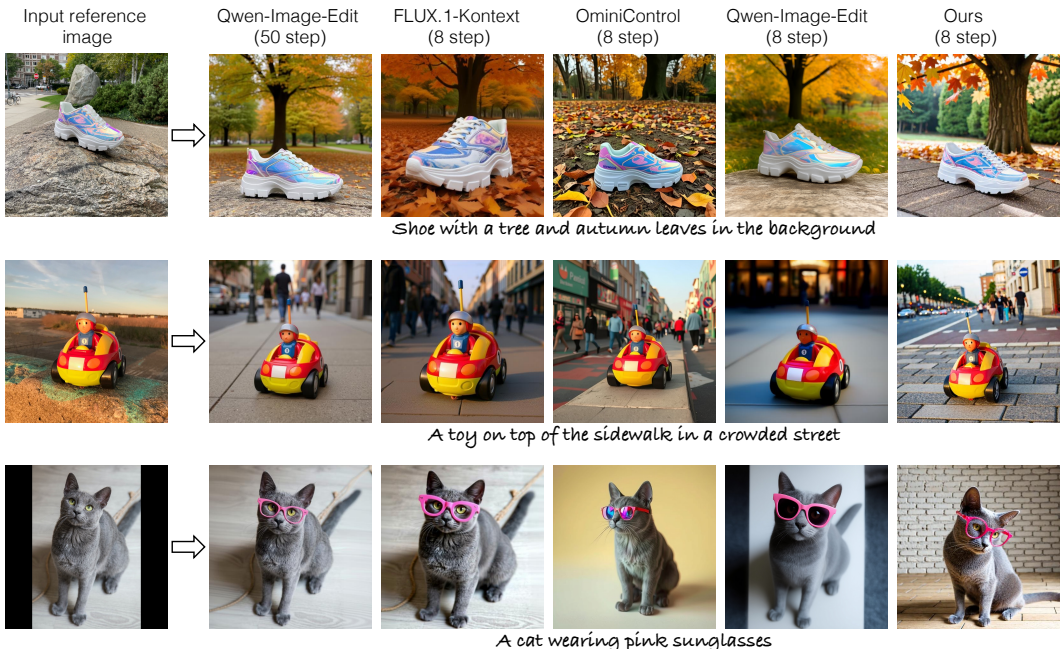 Input reference
image
Qwen-Image-Edit
(50 step)
FLUX.1-Kontext
(8 step)
OminiControl
(8 step)
Qwen-Image-Edit
(8 step)
Ours
(8 step)
Shoe with a tree and autumn leaves in the background
A toy on top of the sidewalk in a crowded street
A cat wearing pink sunglasses